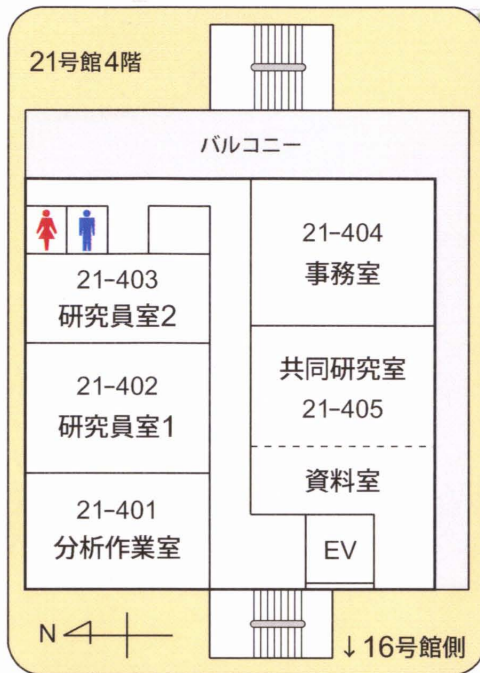 21号館4階
バルコニー
21-404
事務室
21-403
研究員室2
共同研究室
21-405
21-402
研究員室1
資料室
21-401
分析作業室
EV
N
↓16号館側